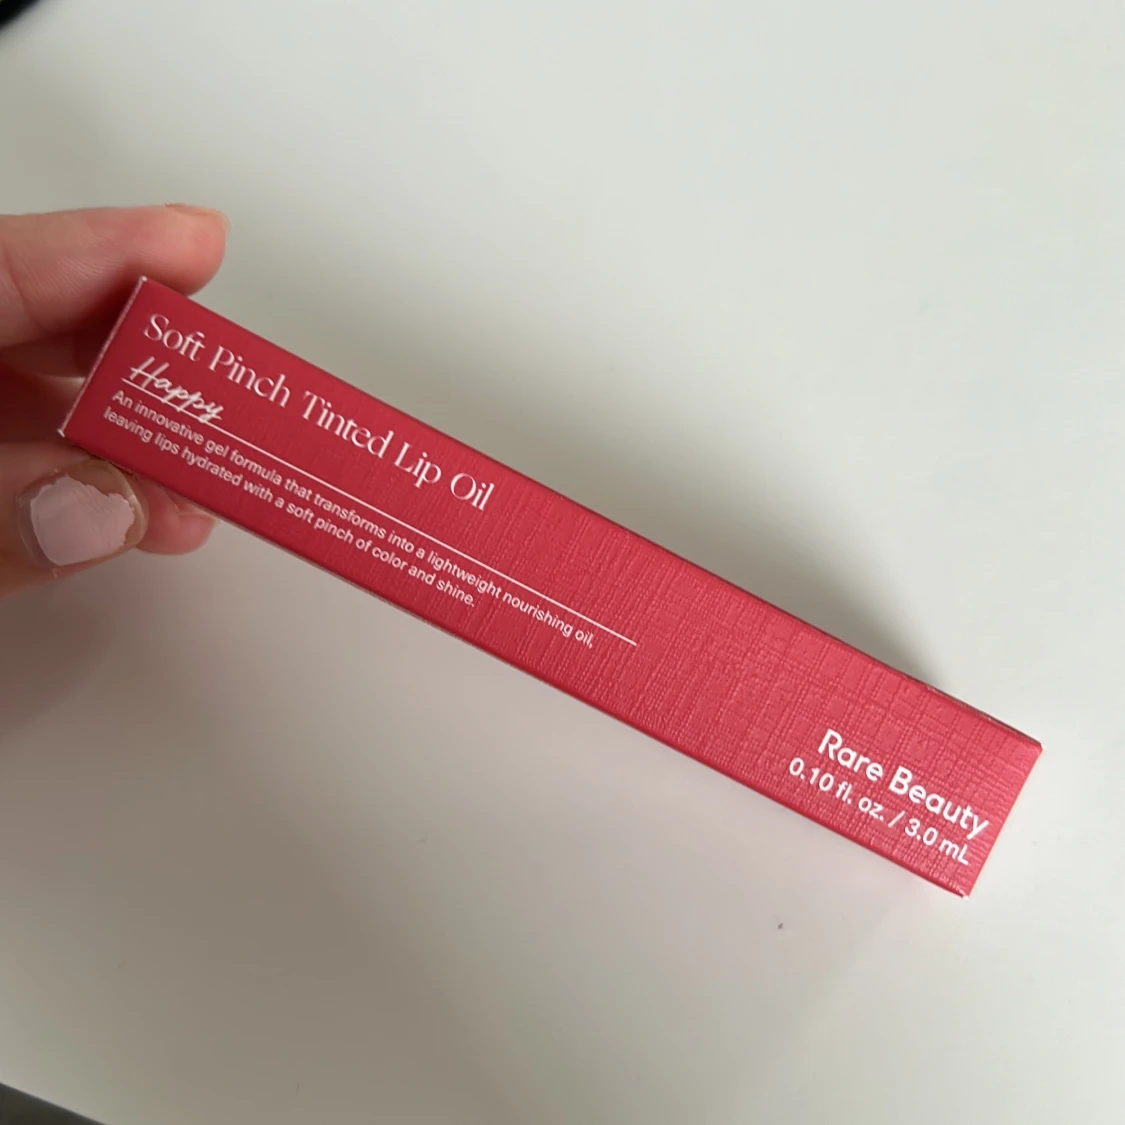 Soft Pinch Tinted Lip Oil
Happy
An innovative gel formula that transforms into a lightweight nourishing oil,
leaving lips hydrated with a soft pinch of color and shine.
Rare Beauty
0.10 fl. oz. / 3.0 mL